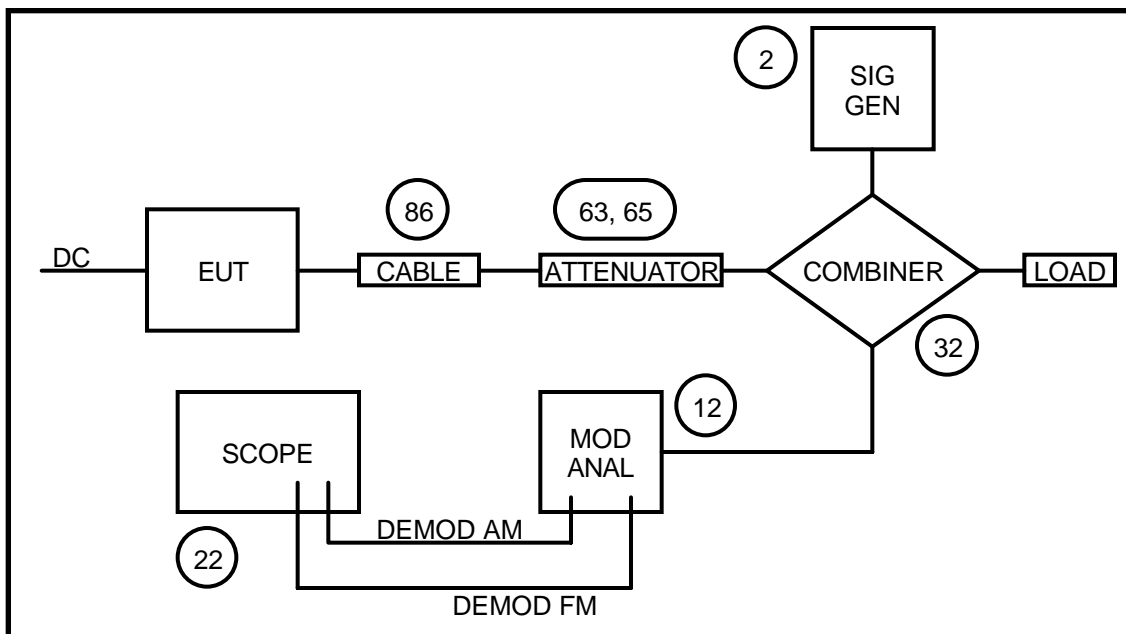 2
SIG
GEN
86
63, 65
DC
EUT
CABLE
ATTENUATOR
COMBINER
LOAD
32
12
SCOPE
MOD
ANAL
DEMOD AM
22
DEMOD FM